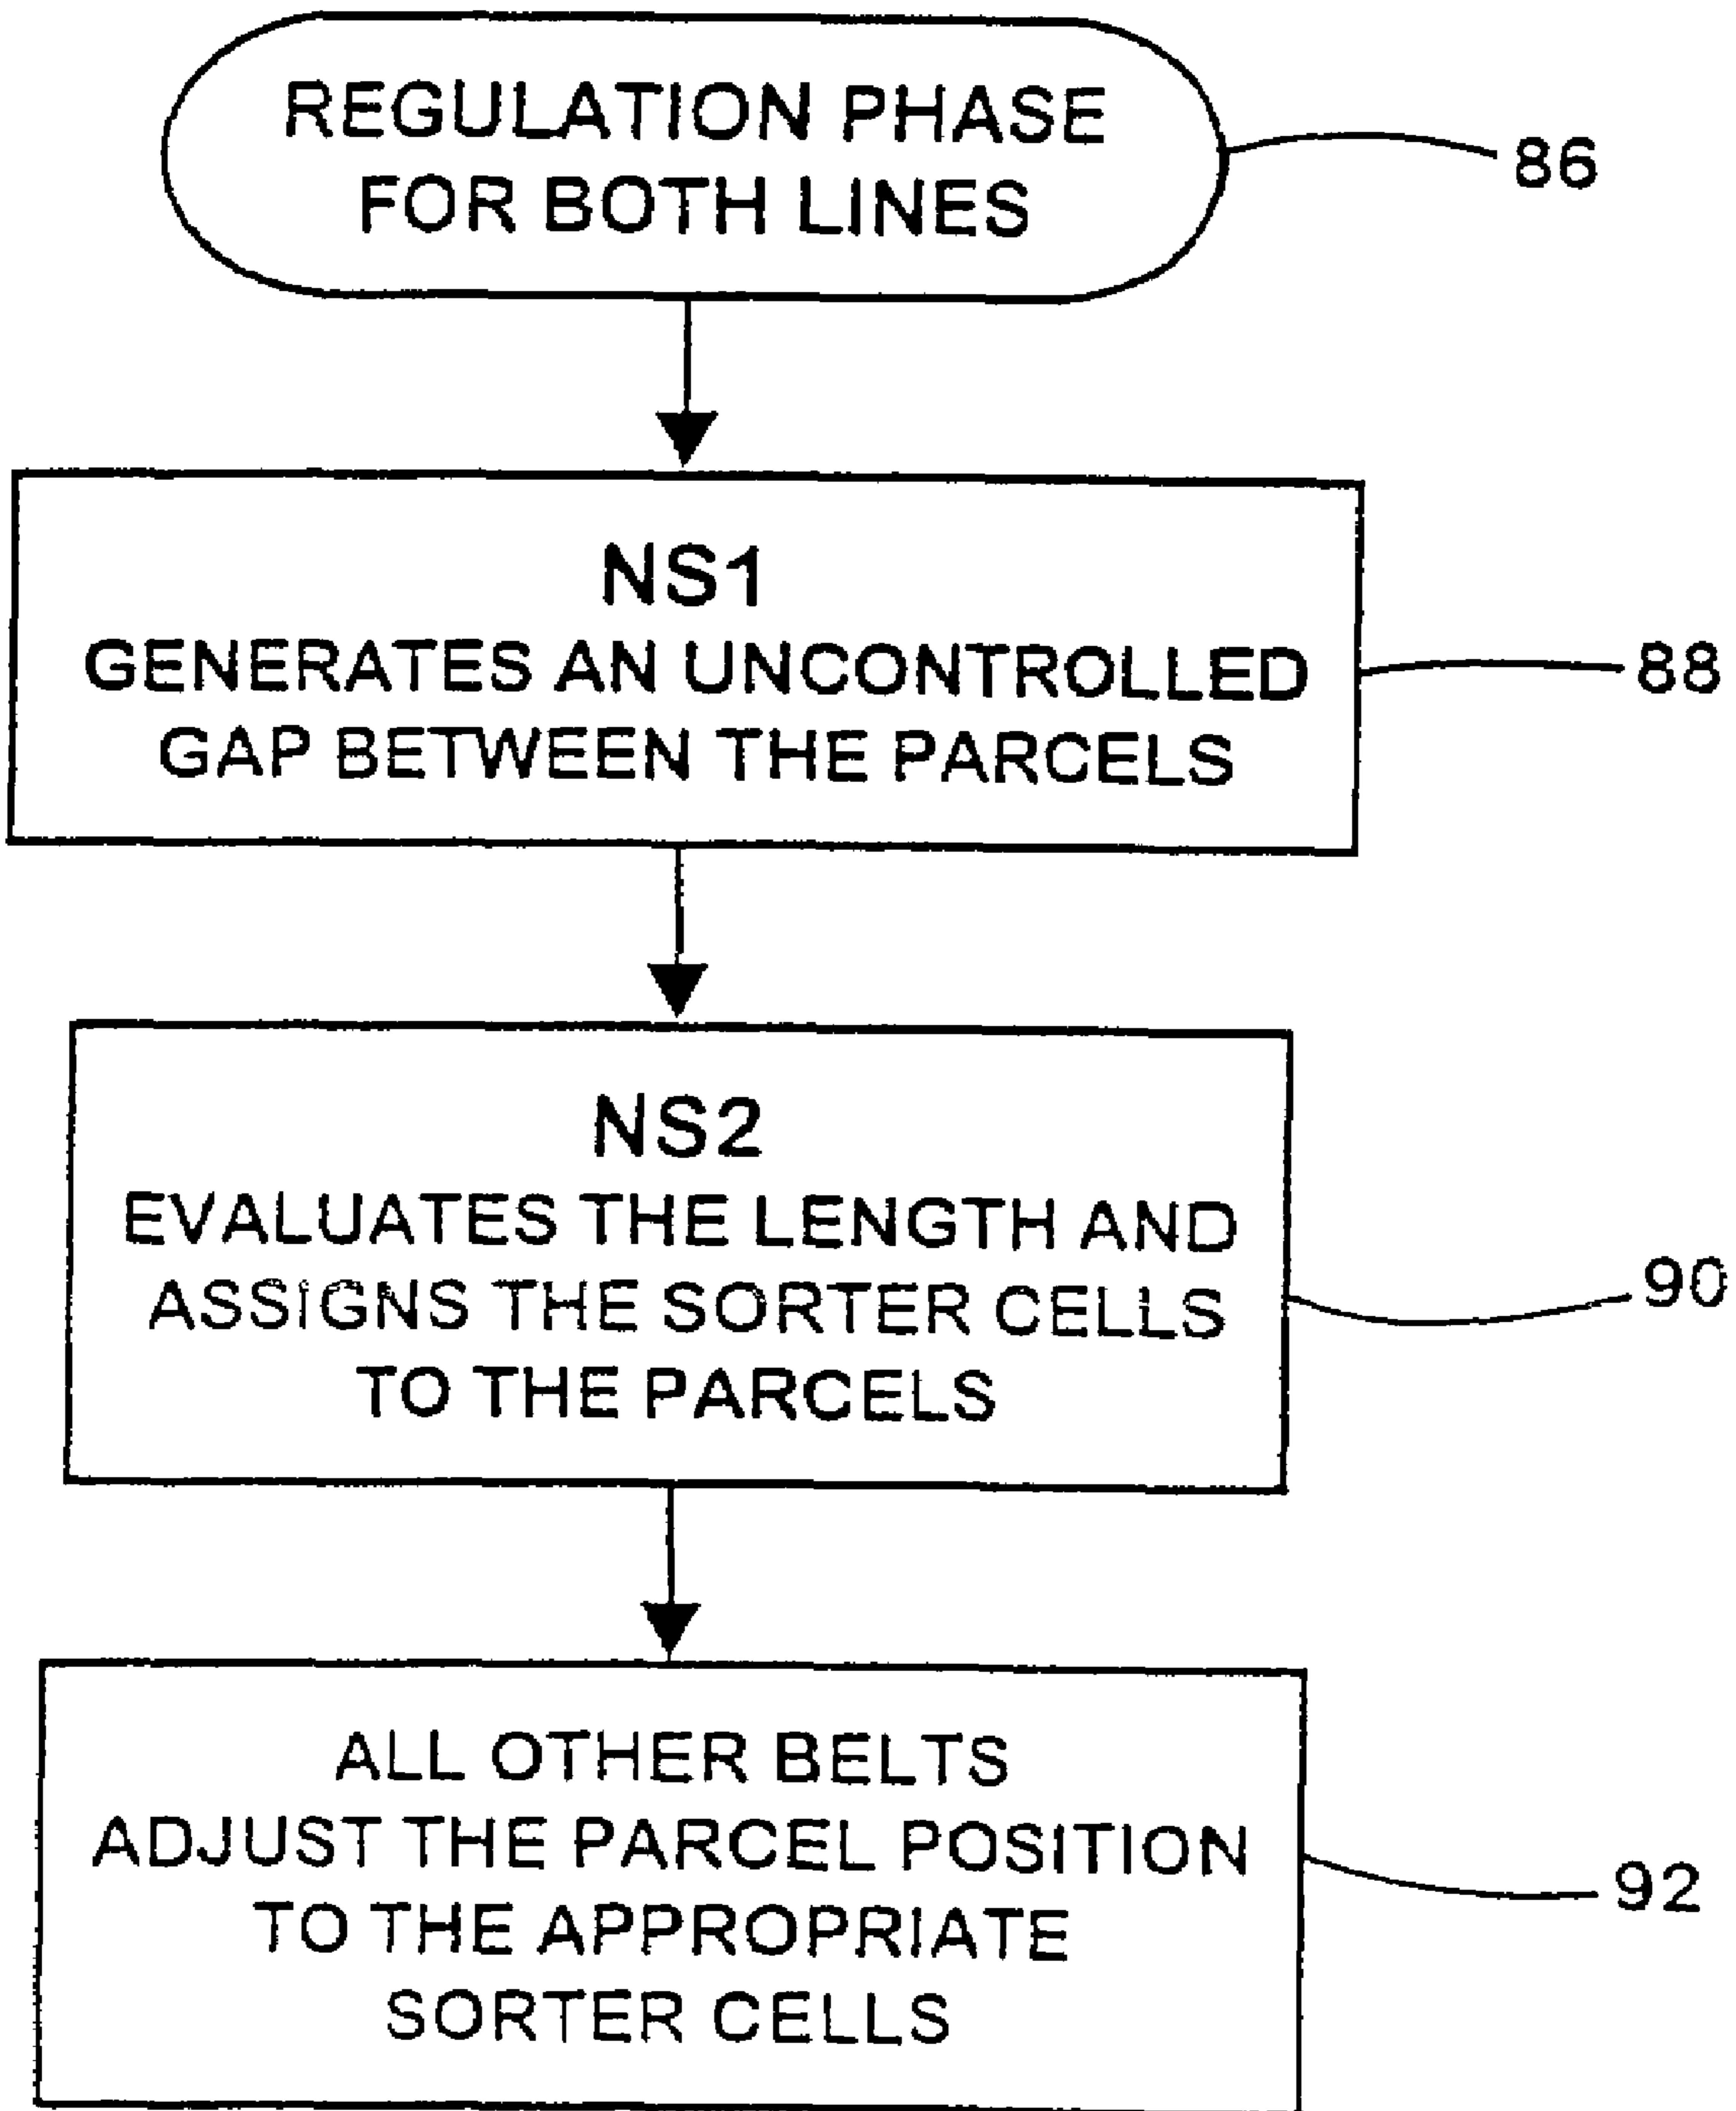 REGULATION PHASE
FOR BOTH LINES
86
NS1
GENERATES AN UNCONTROLLED
GAP BETWEEN THE PARCELS
88
NS2
EVALUATES THE LENGTH AND
ASSIGNS THE SORTER CELLS
TO THE PARCELS
90
ALL OTHER BELTS
ADJUST THE PARCEL POSITION
TO THE APPROPRIATE
SORTER CELLS
92